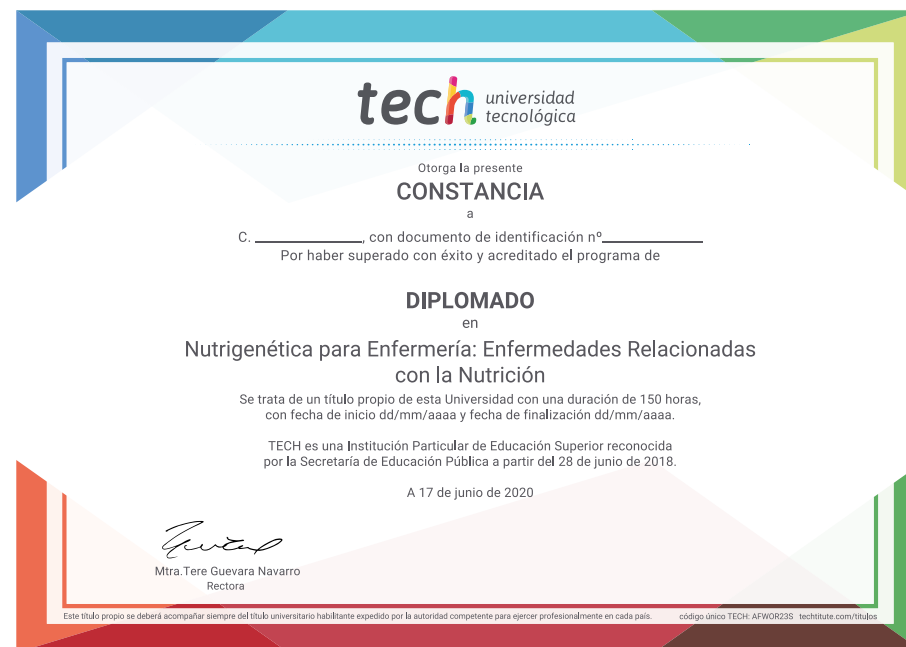 tech universidad
tecnológica
Otorga la presente
CONSTANCIA
a
C. ____________, con documento de identificación nº____________
Por haber superado con éxito y acreditado el programa de
DIPLOMADO
en
Nutrigenética para Enfermería: Enfermedades Relacionadas
con la Nutrición
Se trata de un título propio de esta Universidad con una duración de 150 horas,
con fecha de inicio dd/mm/aaaa y fecha de finalización dd/mm/aaaa.
TECH es una Institución Particular de Educación Superior reconocida
por la Secretaría de Educación Pública a partir del 28 de junio de 2018.
A 17 de junio de 2020
Mtra.Tere Guevara Navarro
Rectora
Este título propio se deberá acompañar siempre del título universitario habilitante expedido por la autoridad competente para ejercer profesionalmente en cada país. código único TECH: AFWOR23S techtitute.com/titulos